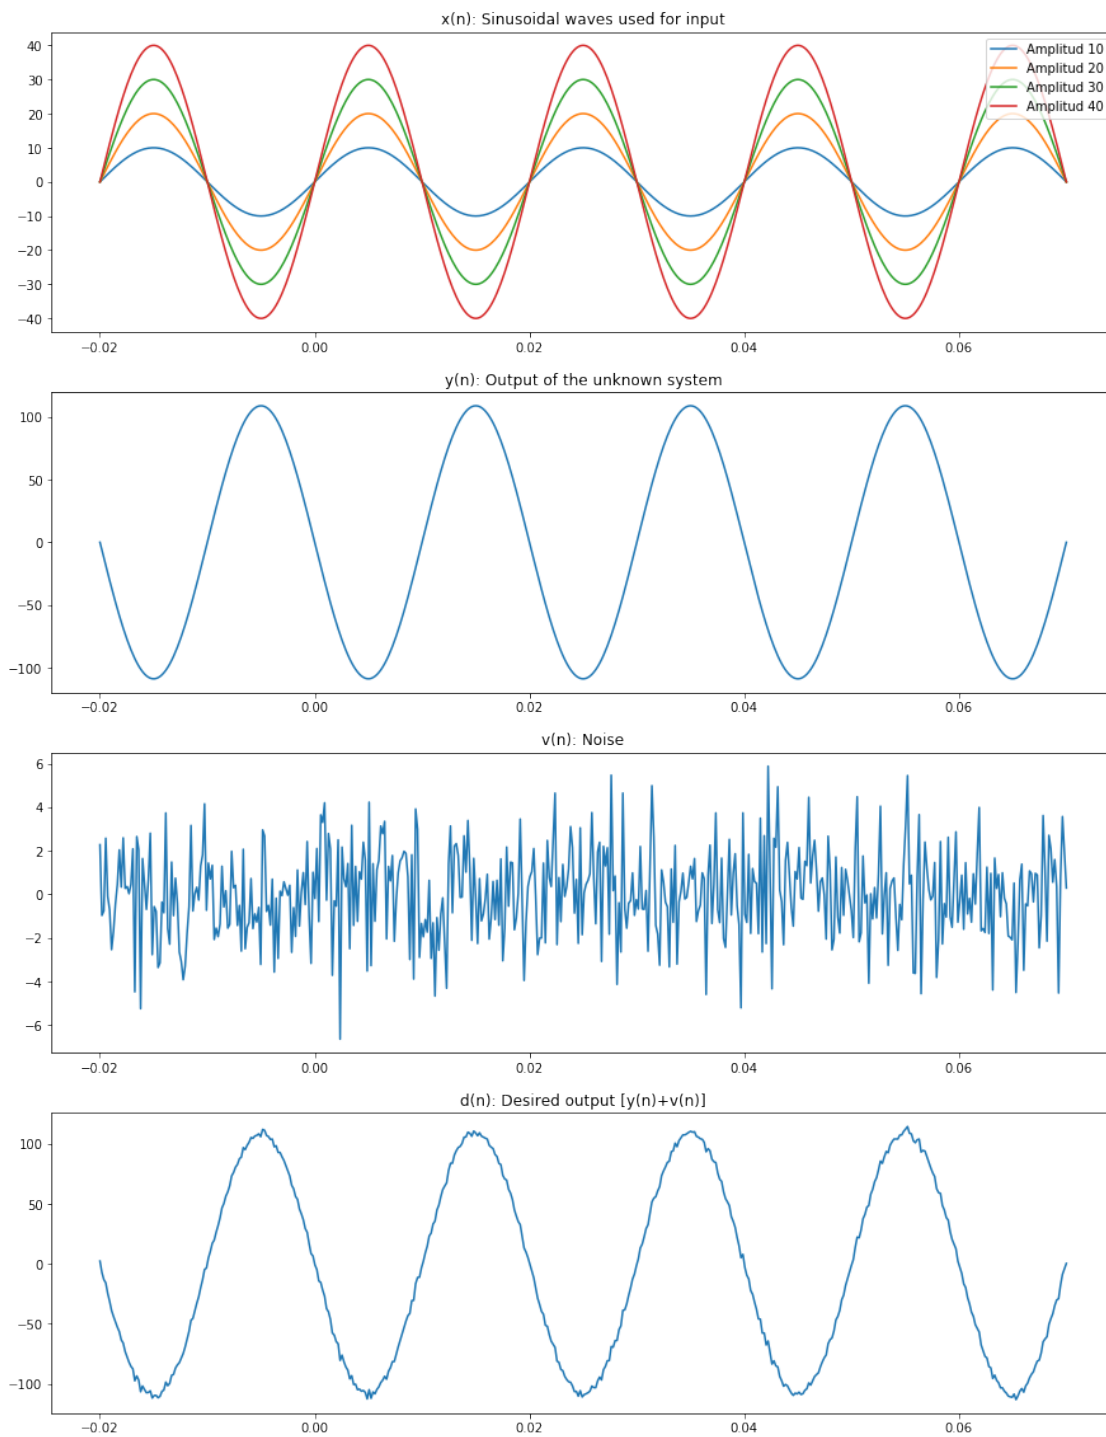 x(n): Sinusoidal waves used for input
Amplitud 10
Amplitud 20
Amplitud 30
Amplitud 40
40
30
20
10
0
−10
−20
−30
−40
−0.02 0.00 0.02 0.04 0.06
y(n): Output of the unknown system
100
50
0
−50
−100
−0.02 0.00 0.02 0.04 0.06
v(n): Noise
6
4
2
0
−2
−4
−6
−0.02 0.00 0.02 0.04 0.06
d(n): Desired output [y(n)+v(n)]
100
50
0
−50
−100
−0.02 0.00 0.02 0.04 0.06